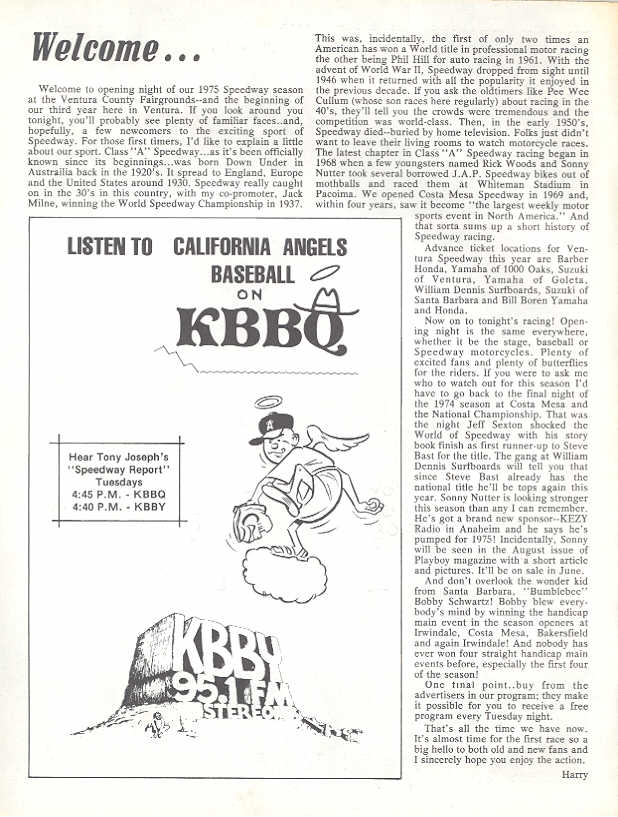 Welcome...
Welcome to opening night of our 1975 Speedway season
at the Ventura County Fairgrounds--and the beginning of
our third year here in Ventura. If you look around you
tonight, you'll probably see plenty of familiar faces..and,
hopefully, a few newcomers to the exciting sport of
Speedway. For those first timers, I'd like to explain a little
about our sport. Class "A" Speedway...as it's been officially
known since its beginnings...was born Down Under in
Austrailia back in the 1920's. It spread to England, Europe
and the United States around 1930. Speedway really caught
on in the 30's in this country, with my co-promoter, Jack
Milne, winning the World Speedway Championship in 1937.
This was, incidentally, the first of only two times an
American has won a World title in professional motor racing
the other being Phil Hill for auto racing in 1961. With the
advent of World War II, Speedway dropped from sight until
1946 when it returned with all the popularity it enjoyed in
the previous decade. If you ask the oldtimers like Pee Wee
Cullum (whose son races here regularly) about racing in the
40's, they'll tell you the crowds were tremendous and the
competition was world-class. Then, in the early 1950's,
Speedway died--buried by home television. Folks just didn't
want to leave their living rooms to watch motorcycle races.
The latest chapter in Class "A" Speedway racing began in
1968 when a few youngsters named Rick Woods and Sonny
Nutter took several borrowed J.A.P. Speedway bikes out of
mothballs and raced them at Whiteman Stadium in
Pacoima. We opened Costa Mesa Speedway in 1969 and,
within four years, saw it become "the largest weekly motor
sports event in North America." And
that sorta sums up a short history of
Speedway racing.
Advance ticket locations for Ven-
tura Speedway this year are Barber
Honda, Yamaha of 1000 Oaks, Suzuki
of Ventura, Yamaha of Goleta,
William Dennis Surfboards, Suzuki of
Santa Barbara and Bill Boren Yamaha
and Honda.
Now on to tonight's racing! Open-
ing night is the same everywhere,
whether it be the stage, baseball or
Speedway motorcycles. Plenty of
excited fans and plenty of butterflies
for the riders. If you were to ask me
who to watch out for this season I'd
have to go back to the final night of
the 1974 season at Costa Mesa and
the National Championship. That was
the night Jeff Sexton shocked the
World of Speedway with his story
book finish as first runner-up to Steve
Bast for the title. The gang at William
Dennis Surfboards will tell you that
since Steve Bast already has the
national title he'll be tops again this
year. Sonny Nutter is looking stronger
this season than any I can remember.
He's got a brand new sponsor--KEZY
Radio in Anaheim and he says he's
pumped for 1975! Incidentally, Sonny
will be seen in the August issue of
Playboy magazine with a short article
and pictures. It'll be on sale in June.
And don't overlook the wonder kid
from Santa Barbara, "Bumblebee"
Bobby Schwartz! Bobby blew every-
body's mind by winning the handicap
main event in the season openers at
Irwindale, Costa Mesa, Bakersfield
and again Irwindale! And nobody has
ever won four straight handicap main
events before, especially the first four
of the season!
One final point..buy from the
advertisers in our program; they make
it possible for you to receive a free
program every Tuesday night.
That's all the time we have now.
It's almost time for the first race so a
big hello to both old and new fans and
I sincerely hope you enjoy the action.
Harry
LISTEN TO CALIFORNIA ANGELS
BASEBALL
ON
KBBQ
Hear Tony Joseph's
"Speedway Report"
Tuesdays
4:45 P.M. - KBBQ
4:40 P.M. - KBBY
A
KBBY
95.1 FM
STEREO